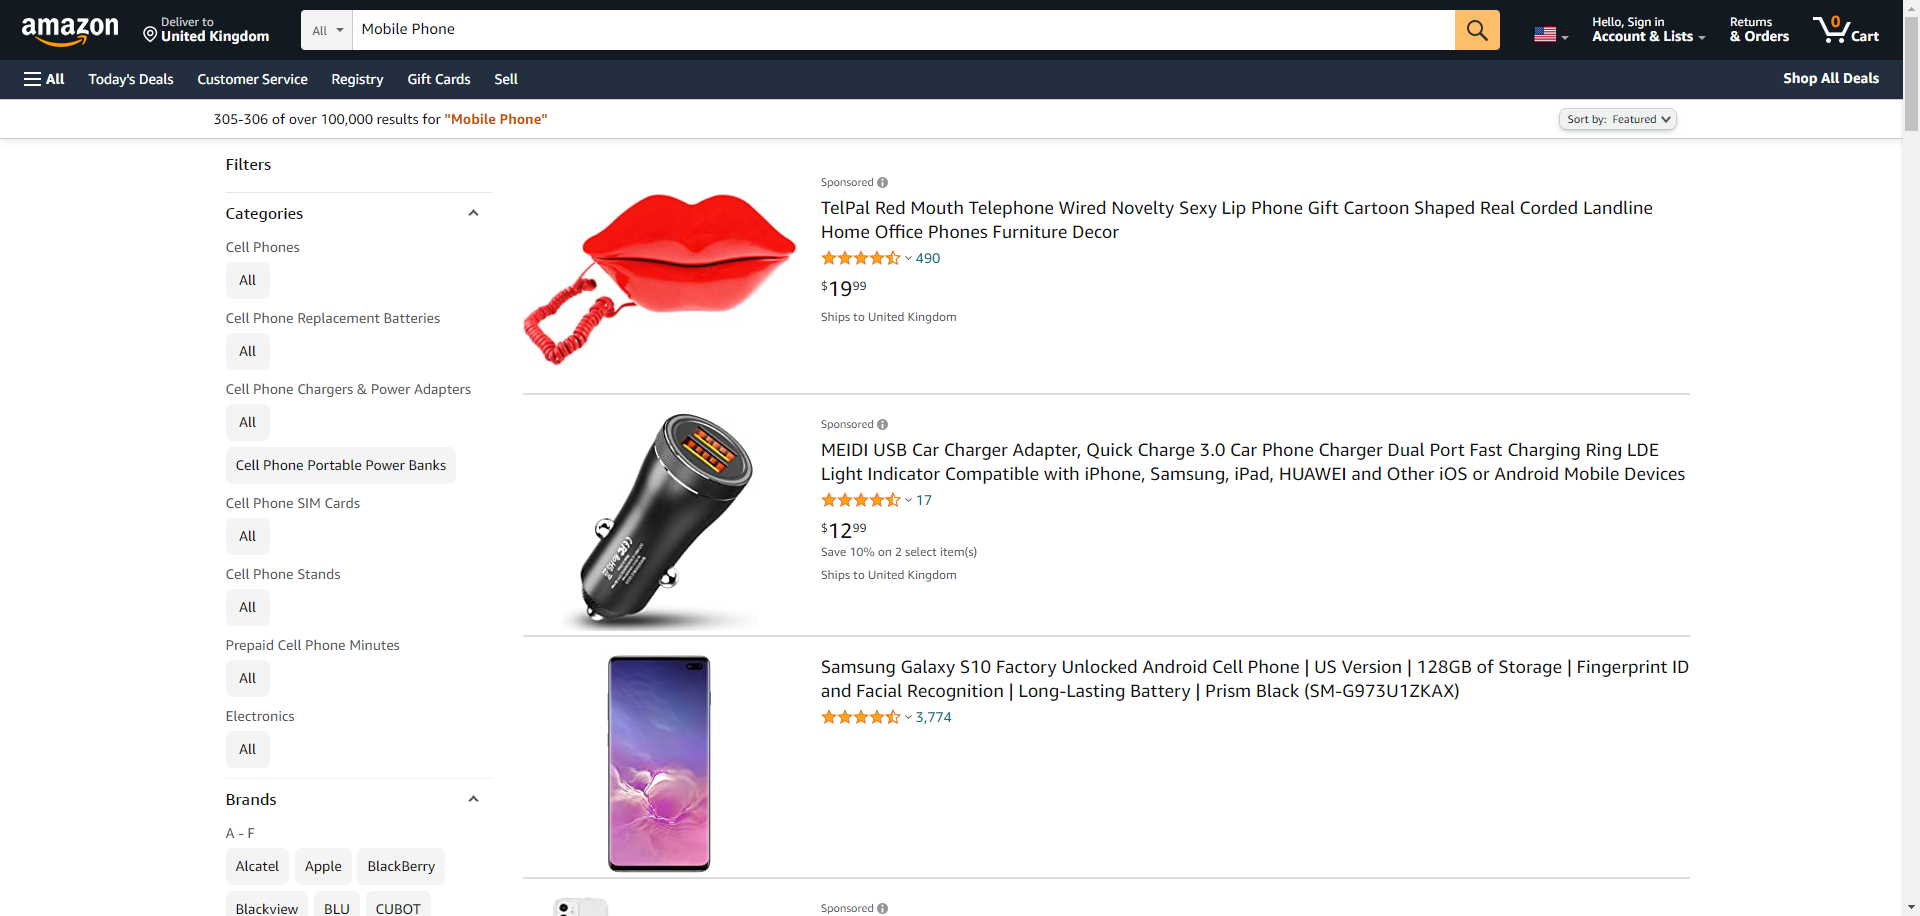 amazon
Deliver to
United Kingdom
All
Mobile Phone
Hello, Sign in
Account & Lists
Returns
& Orders
0
Cart
All
Today's Deals
Customer Service
Registry
Gift Cards
Sell
Shop All Deals
305-306 of over 100,000 results for "Mobile Phone"
Sort by: Featured
Filters
Categories
Cell Phones
All
Cell Phone Replacement Batteries
All
Cell Phone Chargers & Power Adapters
All
Cell Phone Portable Power Banks
Cell Phone SIM Cards
All
Cell Phone Stands
All
Prepaid Cell Phone Minutes
All
Electronics
All
Brands
A - F
Alcatel Apple BlackBerry
Blackview BLU CUBOT
Sponsored
TelPal Red Mouth Telephone Wired Novelty Sexy Lip Phone Gift Cartoon Shaped Real Corded Landline
Home Office Phones Furniture Decor
490
$1999
Ships to United Kingdom
Sponsored
MEIDI USB Car Charger Adapter, Quick Charge 3.0 Car Phone Charger Dual Port Fast Charging Ring LDE
Light Indicator Compatible with iPhone, Samsung, iPad, HUAWEI and Other iOS or Android Mobile Devices
17
$1299
Save 10% on 2 select item(s)
Ships to United Kingdom
Samsung Galaxy S10 Factory Unlocked Android Cell Phone | US Version | 128GB of Storage | Fingerprint ID
and Facial Recognition | Long-Lasting Battery | Prism Black (SM-G973U1ZKAX)
3,774
Sponsored